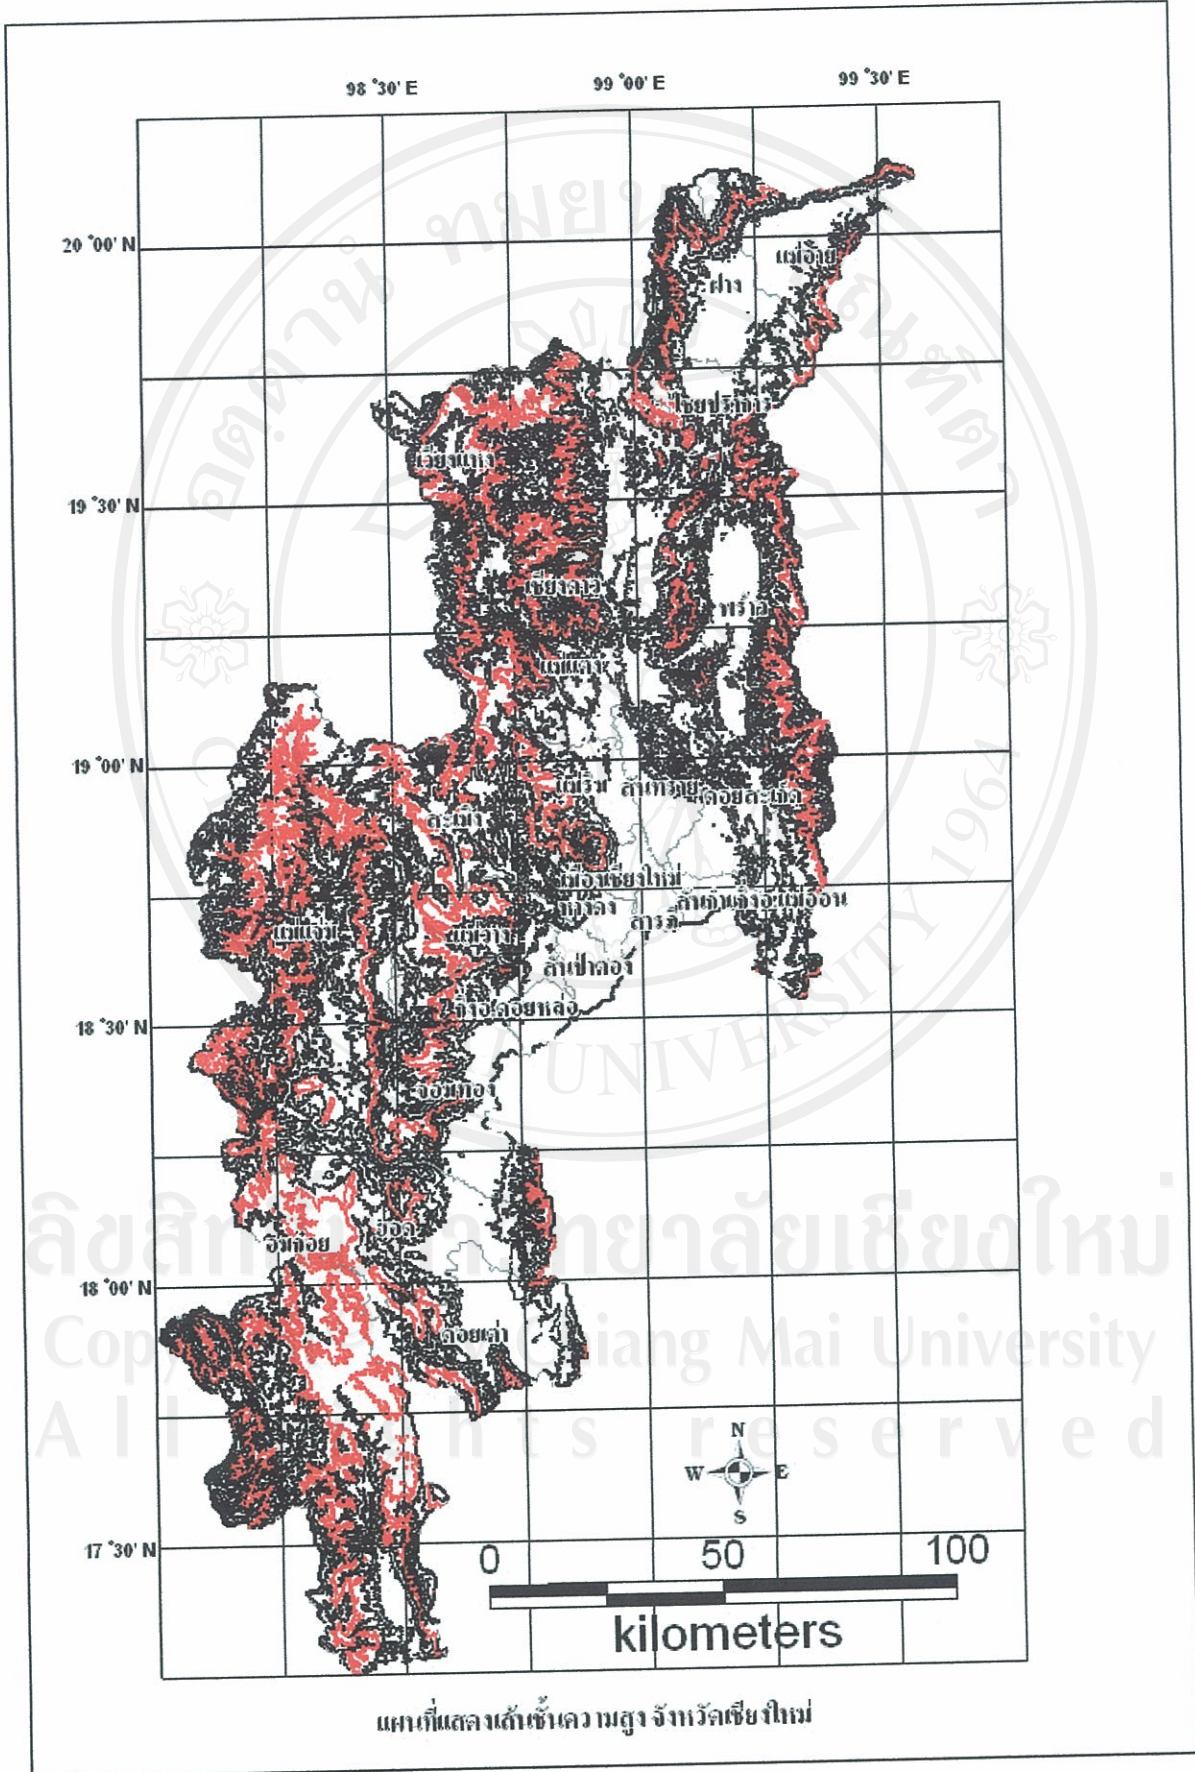 98 °30' E
99 °00' E
99 °30' E
20 °00' N
แม่อ้าย
ฝาง
ไชยปราการ
เวียงแหง
19 °30' N
เชียงดาว
พร้าว
แม่แตง
19 °00' N
แม่ริม
สันทราย
ดอยสะเก็ด
สะเมิง
เมืองเชียงใหม่
หางดง
สารภี
สันกำแพง
กิ่งอ.แม่ออน
แม่แจ่ม
แม่วาง
สันป่าตอง
กิ่งอ.ดอยหล่อ
18 °30' N
จอมทอง
ฮอด
อมก๋อย
18 °00' N
ดอยเต่า
N
W
E
S
17 °30' N
0
50
100
kilometers
แผนที่แสดงเส้นชั้นความสูง จังหวัดเชียงใหม่
1964
UNIVERSITY
ลิขสิทธิ์มหาวิทยาลัยเชียงใหม่
Copyright by Chiang Mai University
All rights reserved